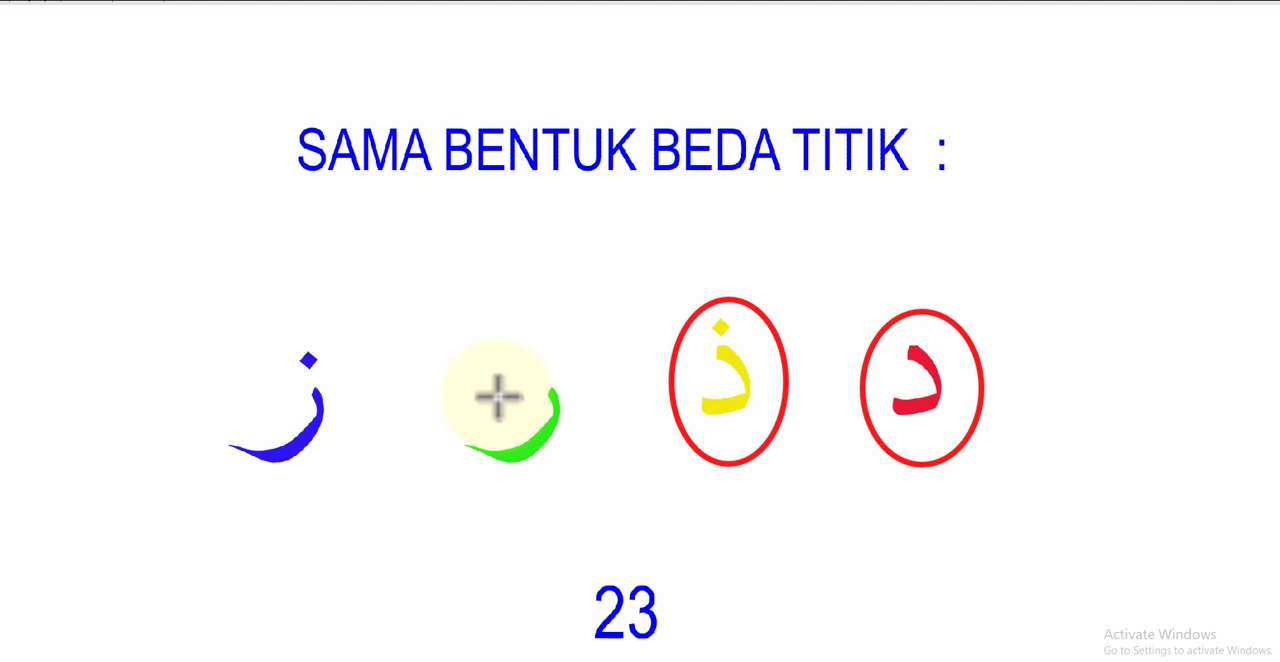 SAMA BENTUK BEDA TITIK :
د ذ ر ز
23
Activate Windows
Go to Settings to activate Windows.